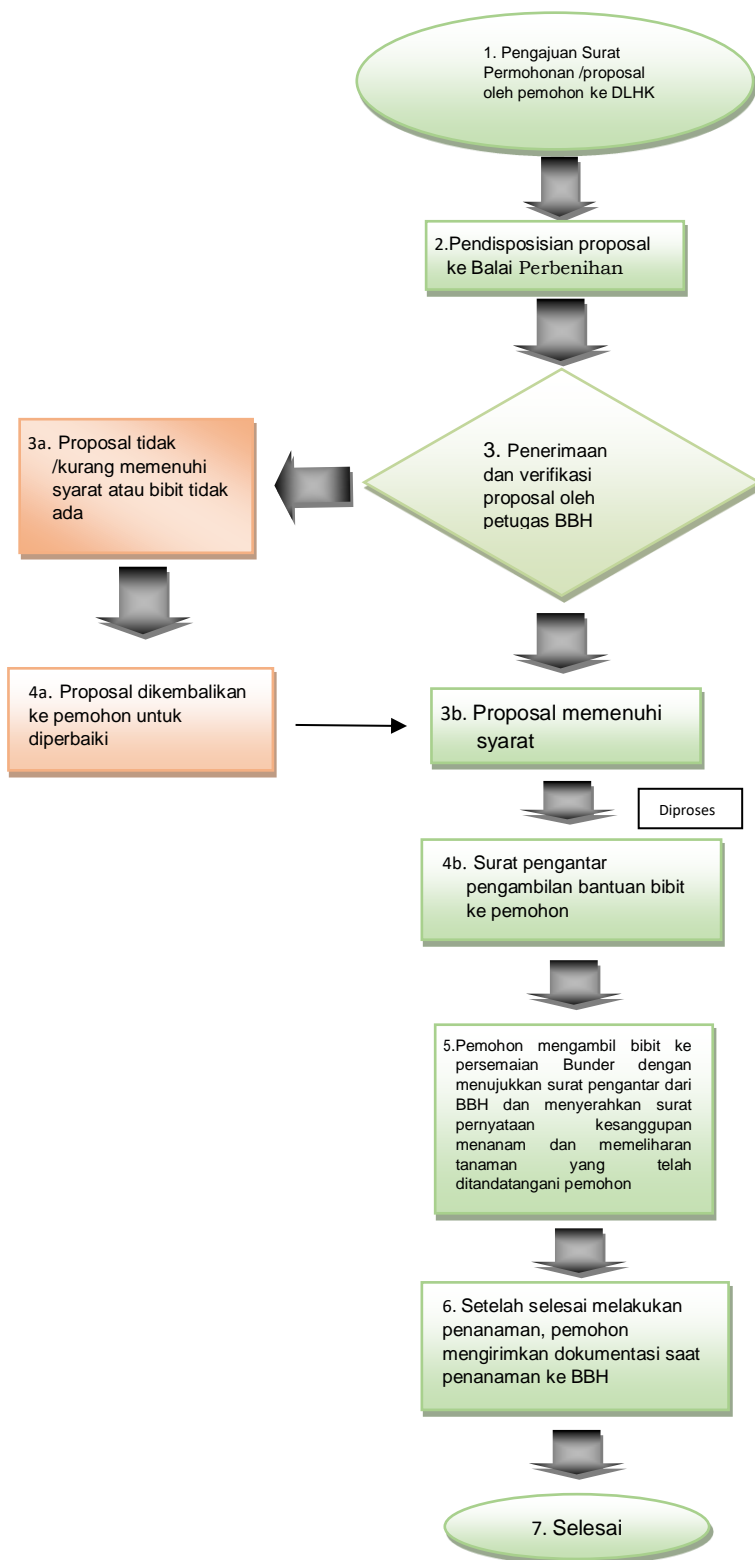 1. Pengajuan Surat
Permohonan /proposal
oleh pemohon ke DLHK
2.Pendisposisian proposal
ke Balai Perbenihan
3. Penerimaan
dan verifikasi
proposal oleh
petugas BBH
3a. Proposal tidak
/kurang memenuhi
syarat atau bibit tidak
ada
4a. Proposal dikembalikan
ke pemohon untuk
diperbaiki
3b. Proposal memenuhi
syarat
Diproses
4b. Surat pengantar
pengambilan bantuan bibit
ke pemohon
5.Pemohon mengambil bibit ke
persemaian Bunder dengan
menujukkan surat pengantar dari
BBH dan menyerahkan surat
pernyataan kesanggupan
menanam dan memeliharan
tanaman yang telah
ditandatangani pemohon
6. Setelah selesai melakukan
penanaman, pemohon
mengirimkan dokumentasi saat
penanaman ke BBH
7. Selesai